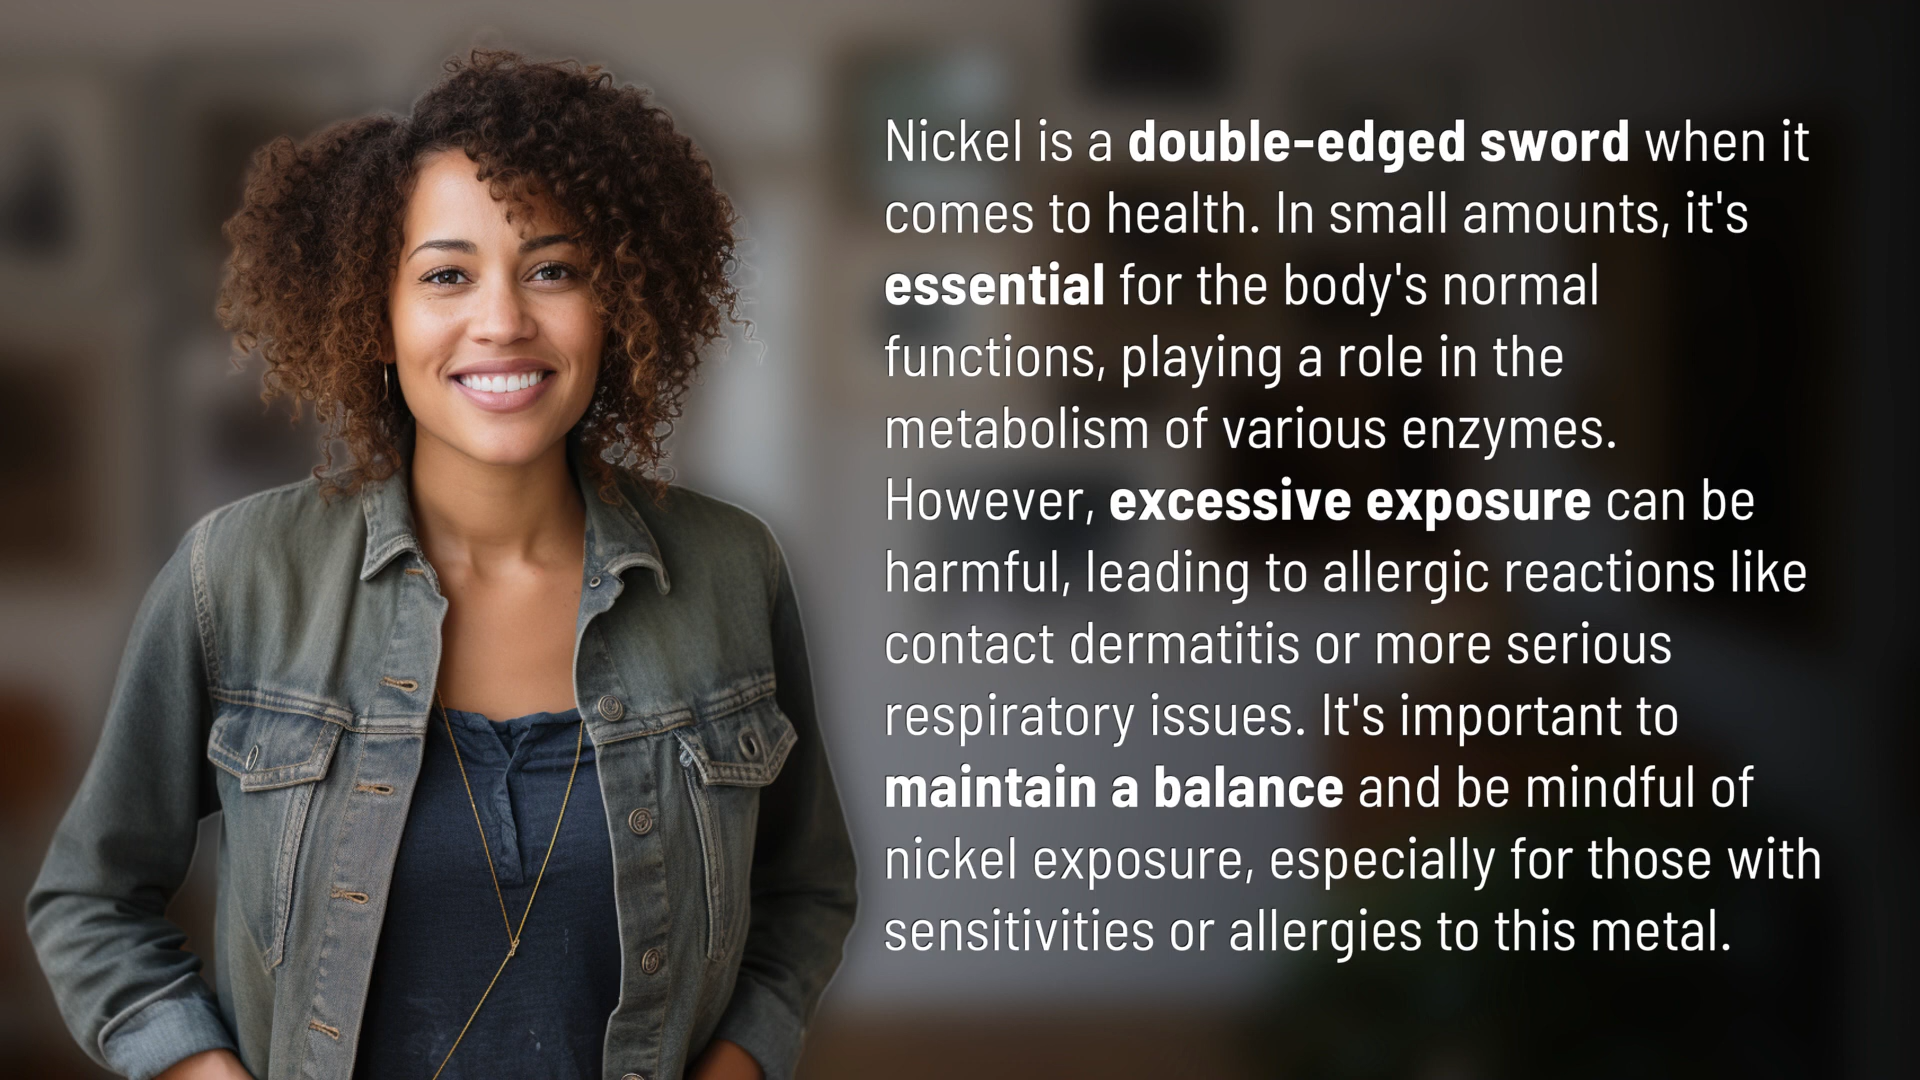 Nickel is a double-edged sword when it
comes to health. In small amounts, it's
essential for the body's normal
functions, playing a role in the
metabolism of various enzymes.
However, excessive exposure can be
harmful, leading to allergic reactions like
contact dermatitis or more serious
respiratory issues. It's important to
maintain a balance and be mindful of
nickel exposure, especially for those with
sensitivities or allergies to this metal.